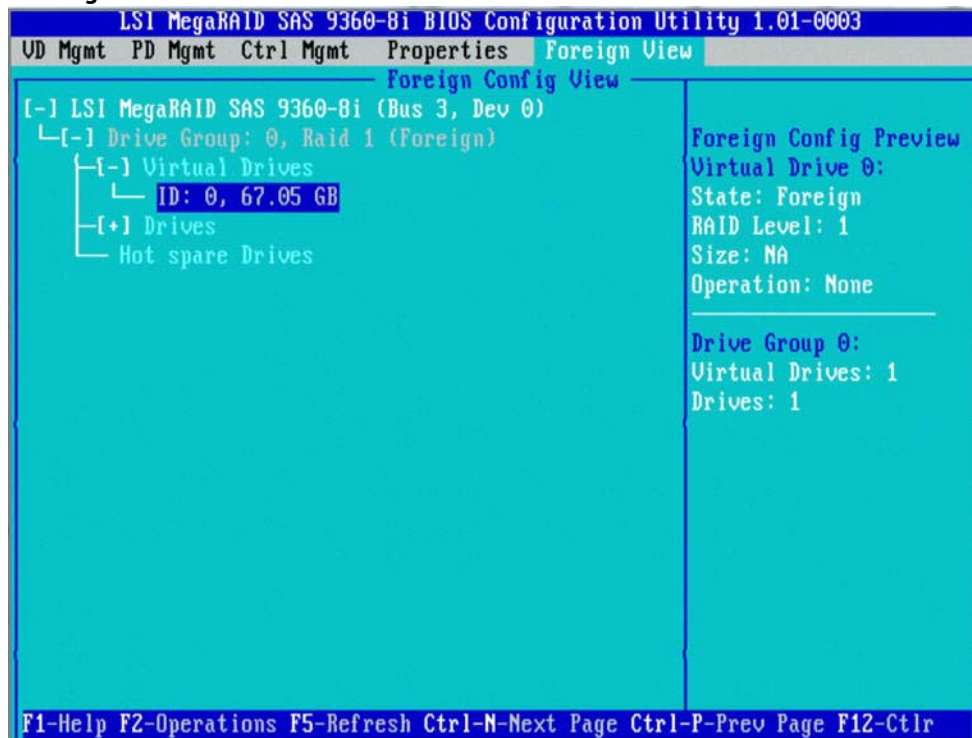 LSI MegaRAID SAS 9360-8i BIOS Configuration Utility 1.01-0003
VD Mgmt PD Mgmt Ctrl Mgmt Properties Foreign View
Foreign Config View
[-] LSI MegaRAID SAS 9360-8i (Bus 3, Dev 0)
[-] Drive Group: 0, Raid 1 (Foreign)
[-] Virtual Drives
ID: 0, 67.05 GB
[+] Drives
Hot spare Drives
Foreign Config Preview
Virtual Drive 0:
State: Foreign
RAID Level: 1
Size: NA
Operation: None
Drive Group 0:
Virtual Drives: 1
Drives: 1
F1-Help F2-Operations F5-Refresh Ctrl-N-Next Page Ctrl-P-Prev Page F12-Ctlr